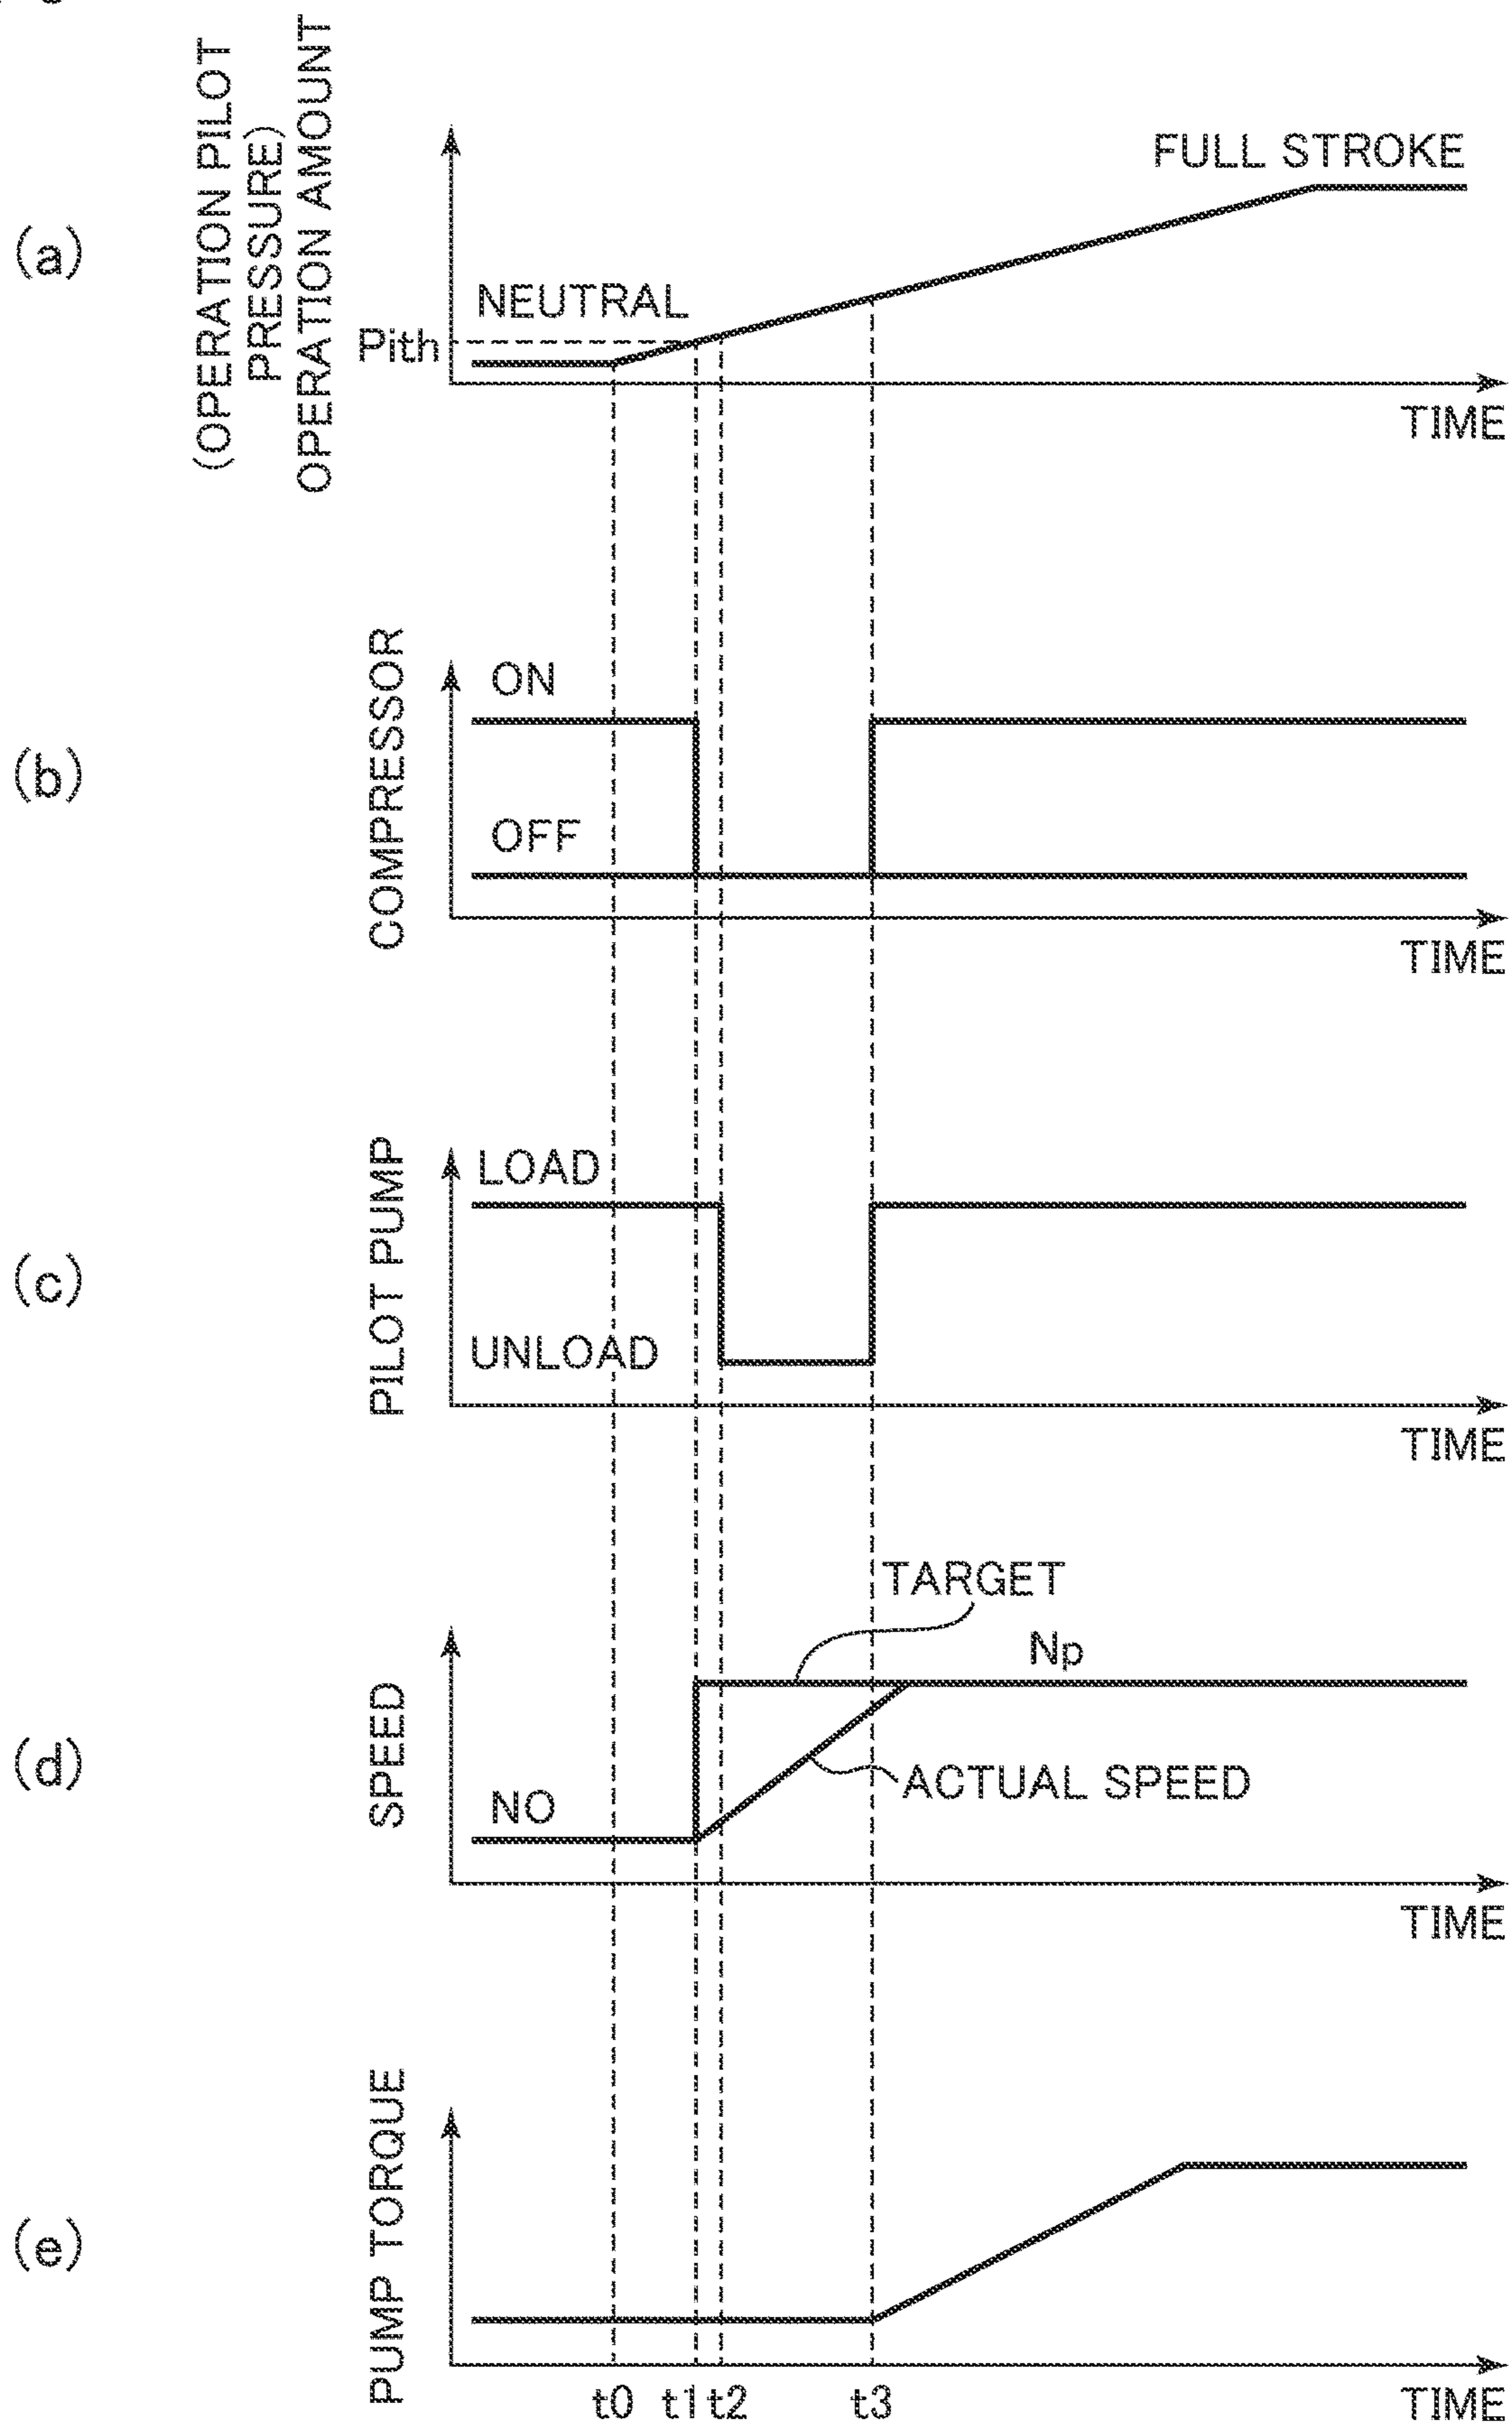 (a)
(OPERATION PILOT
PRESSURE)
OPERATION AMOUNT
FULL STROKE
NEUTRAL
Pith
TIME
(b)
COMPRESSOR
ON
OFF
TIME
(c)
PILOT PUMP
LOAD
UNLOAD
TIME
(d)
SPEED
TARGET
Np
NO
ACTUAL SPEED
TIME
(e)
PUMP TORQUE
t0 t1 t2 t3
TIME